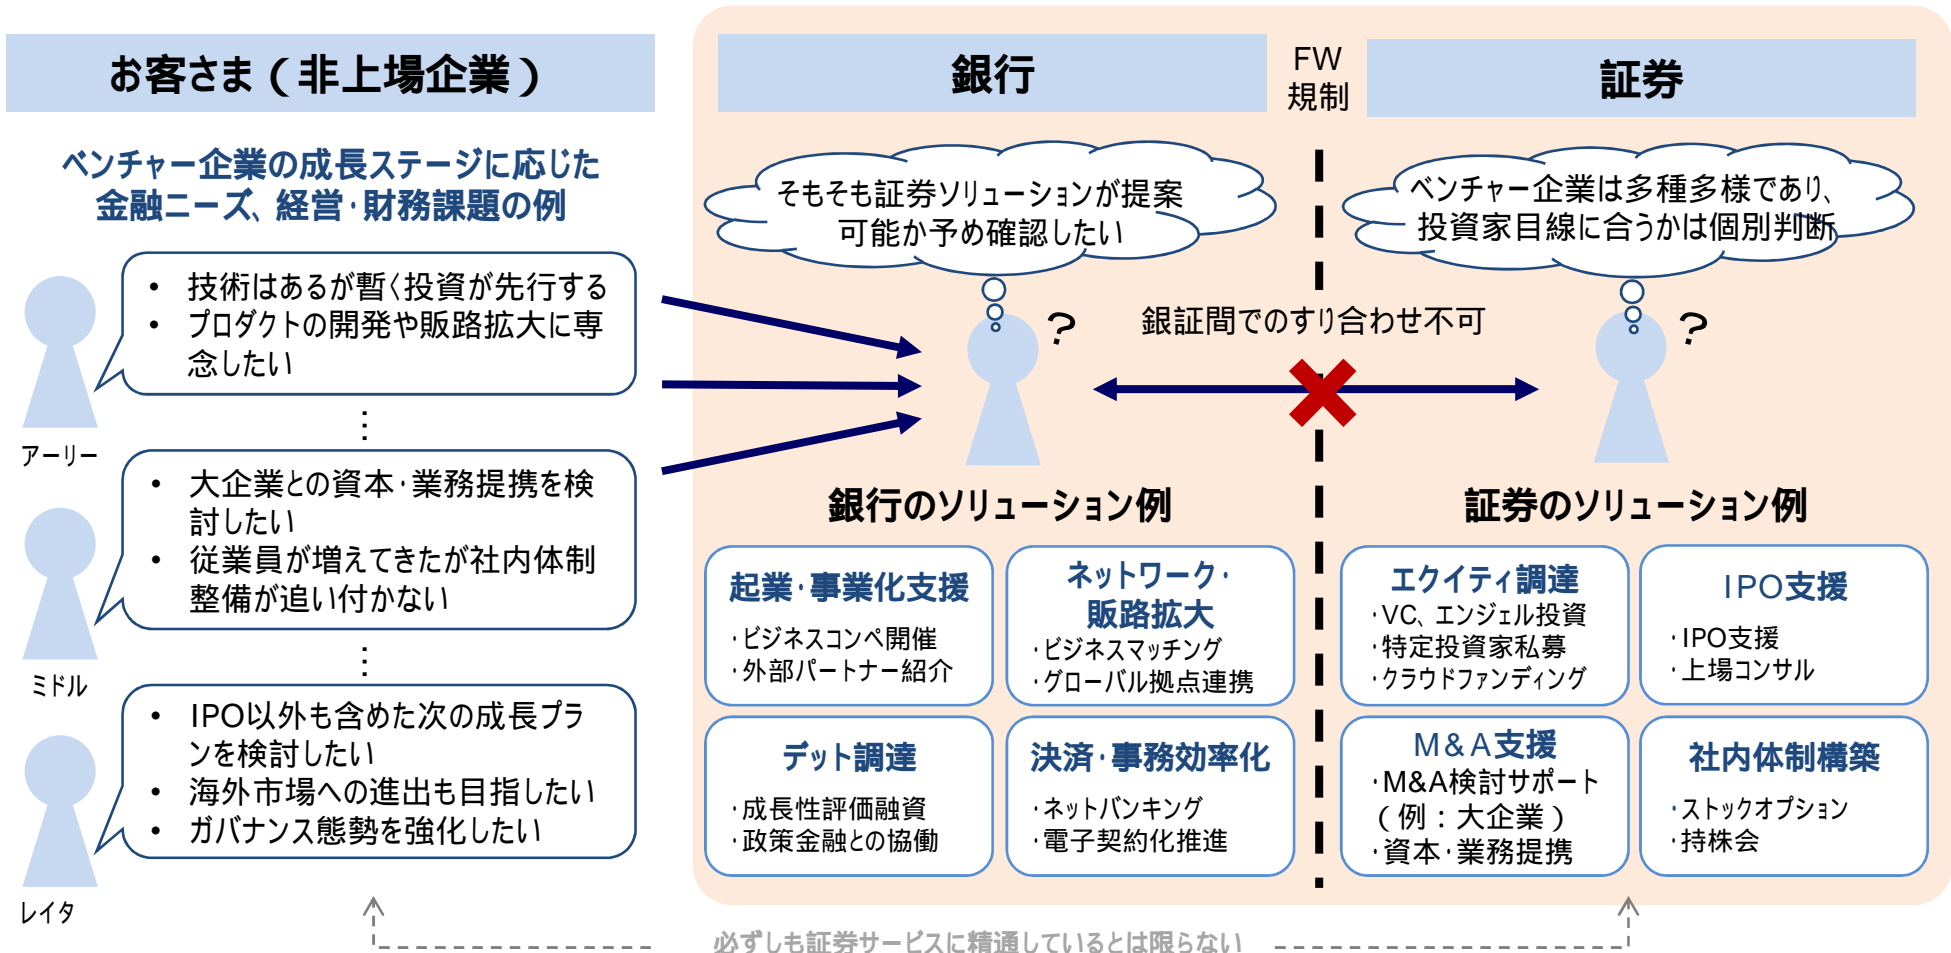 お客さま（非上場企業）
ベンチャー企業の成長ステージに応じた
金融ニーズ、経営・財務課題の例
・技術はあるが暫く投資が先行する
・プロダクトの開発や販路拡大に専
念したい
アーリー
⋮
・大企業との資本・業務提携を検
討したい
・従業員が増えてきたが社内体制
整備が追い付かない
ミドル
⋮
・IPO以外も含めた次の成長プラ
ンを検討したい
・海外市場への進出も目指したい
・ガバナンス態勢を強化したい
レイタ
銀行
FW
規制
証券
そもそも証券ソリューションが提案
可能か予め確認したい
？
ベンチャー企業は多種多様であり、
投資家目線に合うかは個別判断
？
銀証間でのすり合わせ不可
銀行のソリューション例
起業・事業化支援
・ビジネスコンペ開催
・外部パートナー紹介
ネットワーク・
販路拡大
・ビジネスマッチング
・グローバル拠点連携
デット調達
・成長性評価融資
・政策金融との協働
決済・事務効率化
・ネットバンキング
・電子契約化推進
証券のソリューション例
エクイティ調達
・VC、エンジェル投資
・特定投資家私募
・クラウドファンディング
IPO支援
・IPO支援
・上場コンサル
M&A支援
・M&A検討サポート
（例：大企業）
・資本・業務提携
社内体制構築
・ストックオプション
・持株会
必ずしも証券サービスに精通しているとは限らない